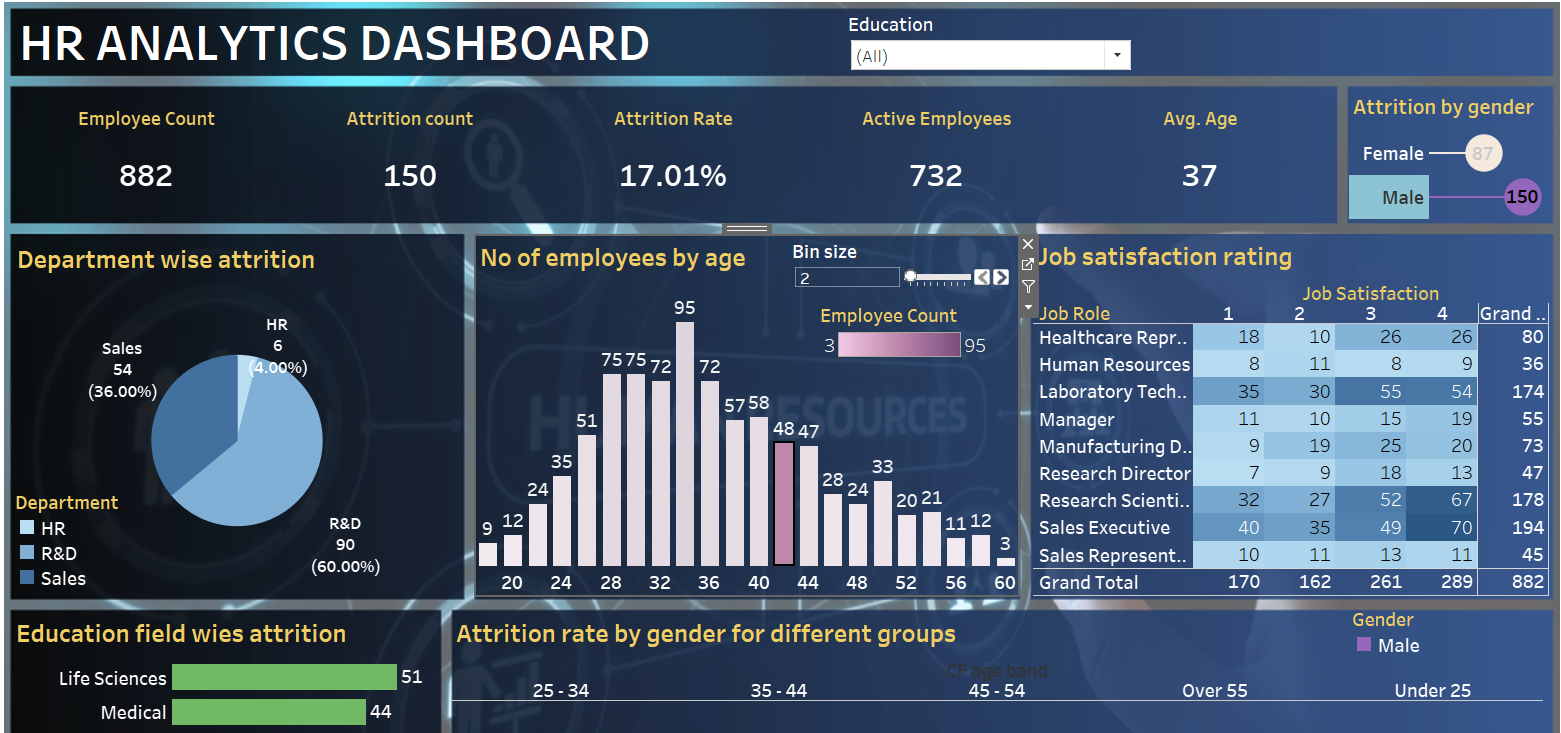 HR ANALYTICS DASHBOARD
Education
(All)
Employee Count
Attrition count
Attrition Rate
Active Employees
Avg. Age
882
150
17.01%
732
37
Attrition by gender
Female
87
Male
150
Department wise attrition
HR
6
(4.00%)
Sales
54
(36.00%)
R&D
90
(60.00%)
Department
HR
R&D
Sales
No of employees by age
Bin size
2
Employee Count
3 95
9 12 24 35 51 75 75 72 95 72 57 58 48 47 28 24 33 20 21 11 12 3
20 24 28 32 36 40 44 48 52 56 60
HUMAN RESOURCES
Job satisfaction rating
Job Satisfaction
Job Role 1 2 3 4 Grand ..
Healthcare Repr.. 18 10 26 26 80
Human Resources 8 11 8 9 36
Laboratory Tech.. 35 30 55 54 174
Manager 11 10 15 19 55
Manufacturing D.. 9 19 25 20 73
Research Director 7 9 18 13 47
Research Scienti.. 32 27 52 67 178
Sales Executive 40 35 49 70 194
Sales Represent.. 10 11 13 11 45
Grand Total 170 162 261 289 882
Education field wies attrition
Life Sciences 51
Medical 44
Attrition rate by gender for different groups
Gender
Male
CF age band
25 - 34 35 - 44 45 - 54 Over 55 Under 25